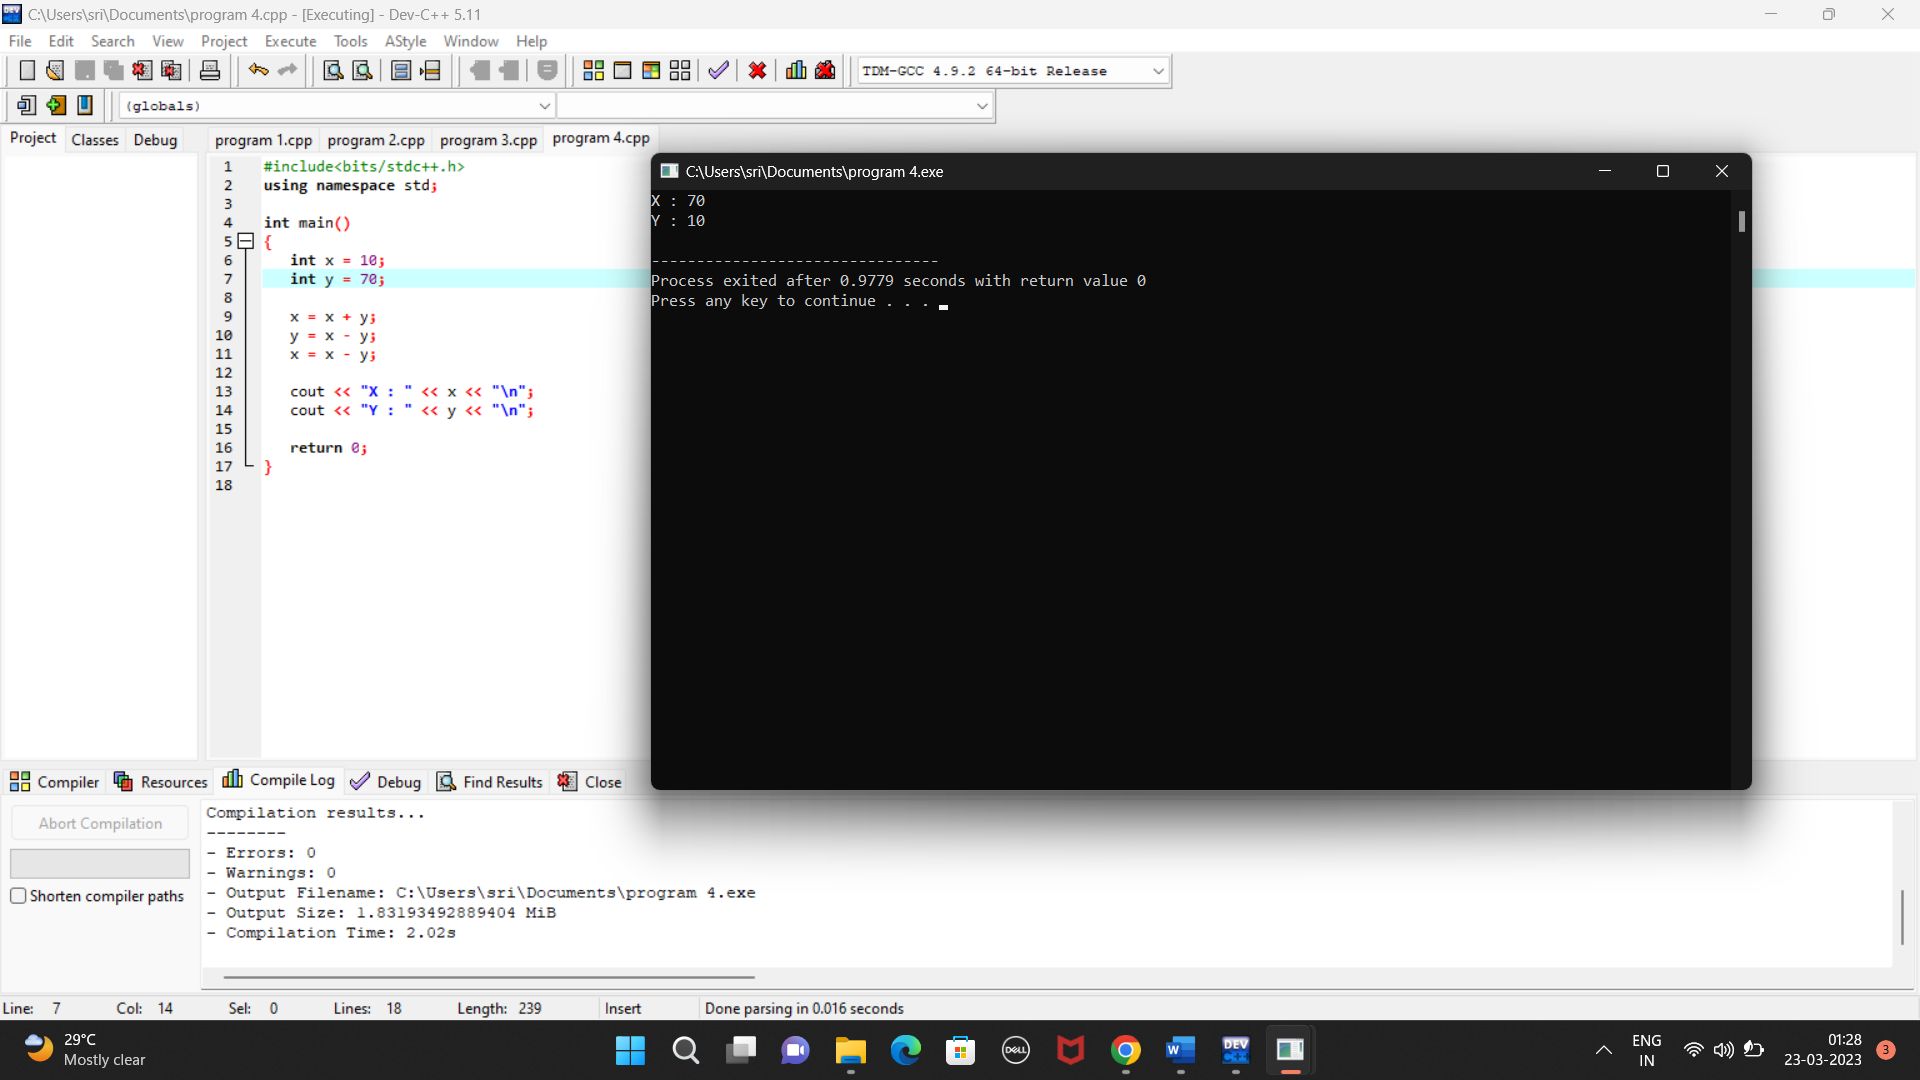 C:\Users\sri\Documents\program 4.cpp - [Executing] - Dev-C++ 5.11
File Edit Search View Project Execute Tools AStyle Window Help
TDM-GCC 4.9.2 64-bit Release
(globals)
Project Classes Debug
program 1.cpp program 2.cpp program 3.cpp program 4.cpp
1 #include<bits/stdc++.h>
2 using namespace std;
3
4 int main()
5 {
6 int x = 10;
7 int y = 70;
8
9 x = x + y;
10 y = x - y;
11 x = x - y;
12
13 cout << "X : " << x << "\n";
14 cout << "Y : " << y << "\n";
15
16 return 0;
17 }
18
C:\Users\sri\Documents\program 4.exe
X : 70
Y : 10
--------------------------------
Process exited after 0.9779 seconds with return value 0
Press any key to continue . . .
Compiler Resources Compile Log Debug Find Results Close
Abort Compilation
Shorten compiler paths
Compilation results...
--------
- Errors: 0
- Warnings: 0
- Output Filename: C:\Users\sri\Documents\program 4.exe
- Output Size: 1.83193492889404 MiB
- Compilation Time: 2.02s
Line: 7 Col: 14 Sel: 0 Lines: 18 Length: 239 Insert Done parsing in 0.016 seconds
29°C
Mostly clear
DELL
W
DEV
C++
ENG
IN
01:28
23-03-2023
3